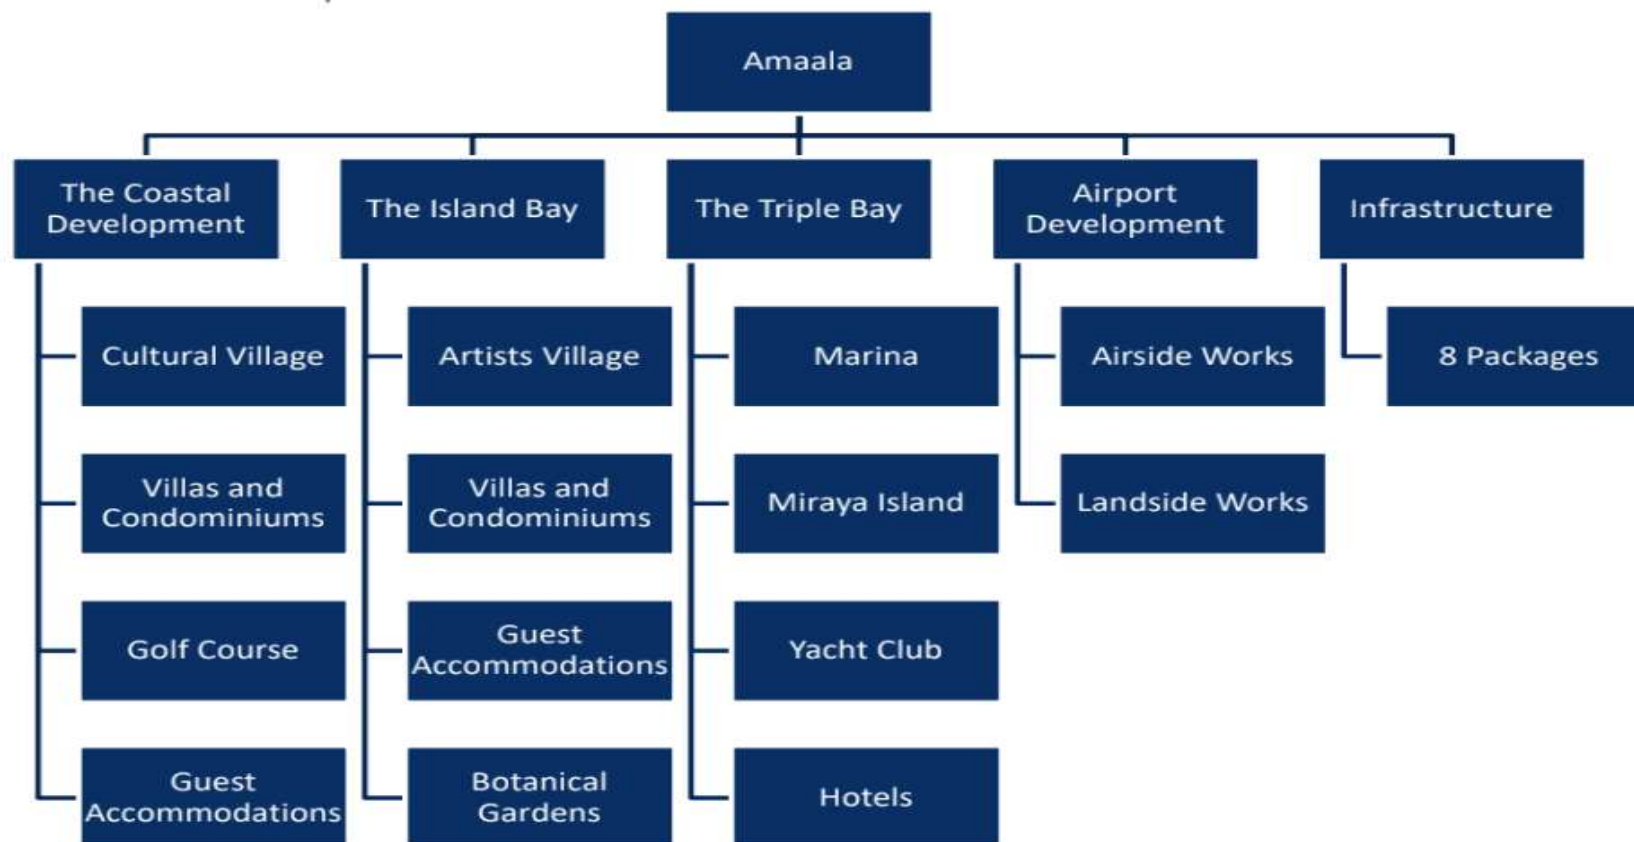 Amaala
The Coastal
Development
The Island Bay
The Triple Bay
Airport
Development
Infrastructure
Cultural Village
Artists Village
Marina
Airside Works
8 Packages
Villas and
Condominiums
Villas and
Condominiums
Miraya Island
Landside Works
Golf Course
Guest
Accommodations
Yacht Club
Guest
Accommodations
Botanical
Gardens
Hotels